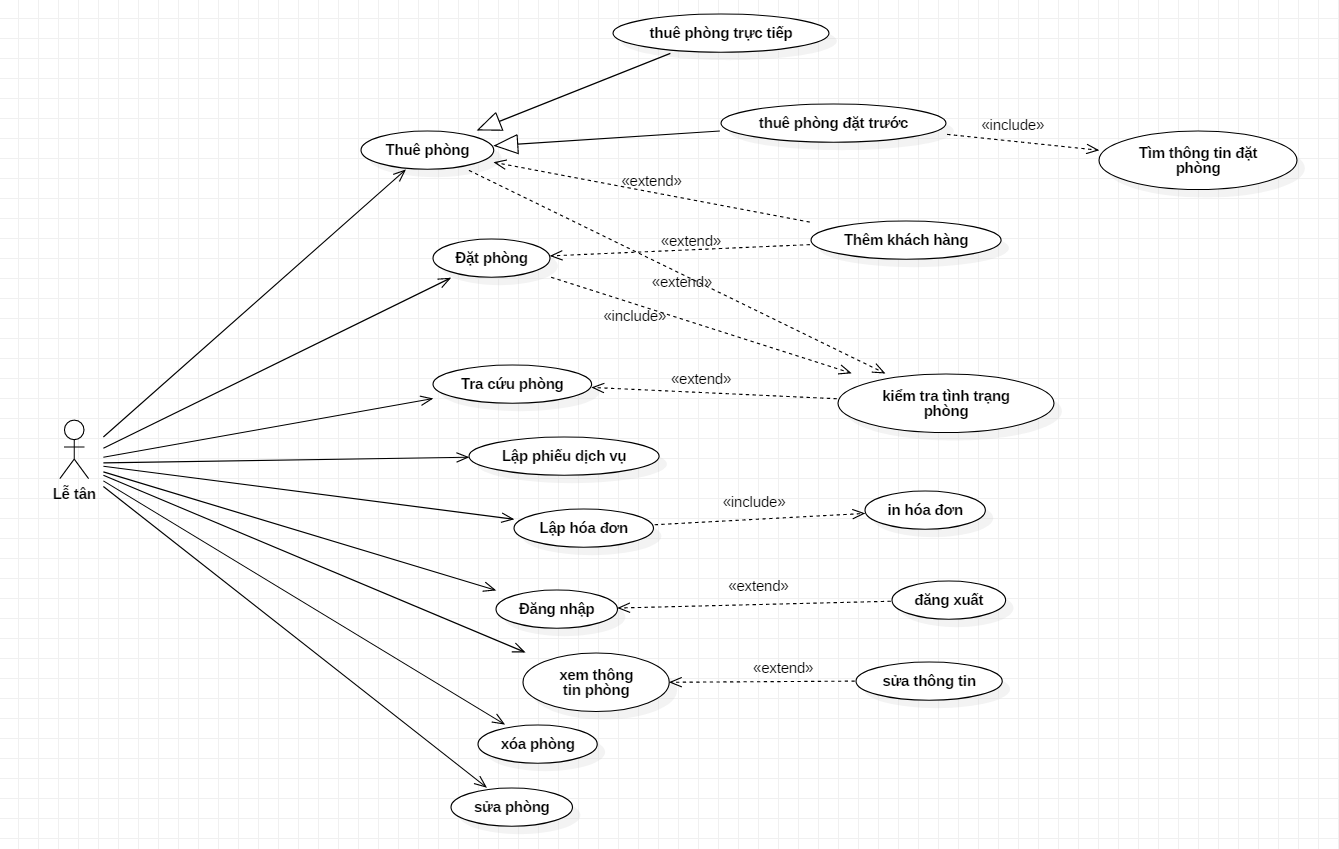 thuê phòng trực tiếp
thuê phòng đặt trước
«include»
Thuê phòng
Tìm thông tin đặt
phòng
«extend»
Thêm khách hàng
«extend»
Đặt phòng
«extend»
«include»
Tra cứu phòng
«extend»
kiểm tra tình trạng
phòng
Lập phiếu dịch vụ
Lễ tân
«include»
in hóa đơn
Lập hóa đơn
«extend»
đăng xuất
Đăng nhập
«extend»
xem thông
tin phòng
sửa thông tin
xóa phòng
sửa phòng